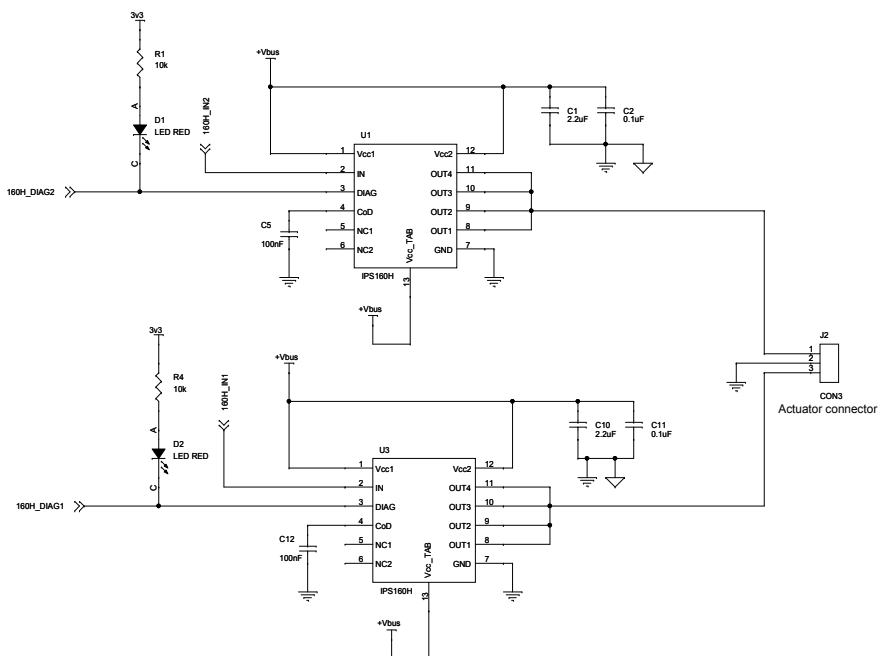 3v3
R1
10k
A
D1
LED RED
C
160H_IN2
160H_DIAG2
+Vbus
C1
2.2uF
C2
0.1uF
U1
1 Vcc1
2 IN
3 DIAG
4 CoD
5 NC1
6 NC2
Vcc2 12
OUT4 11
OUT3 10
OUT2 9
OUT1 8
GND 7
Vcc_TAB
13
IPS160H
C5
100nF
+Vbus
3v3
R4
10k
A
D2
LED RED
C
160H_IN1
160H_DIAG1
+Vbus
C10
2.2uF
C11
0.1uF
U3
1 Vcc1
2 IN
3 DIAG
4 CoD
5 NC1
6 NC2
Vcc2 12
OUT4 11
OUT3 10
OUT2 9
OUT1 8
GND 7
Vcc_TAB
13
IPS160H
C12
100nF
+Vbus
J2
1
2
3
CON3
Actuator connector